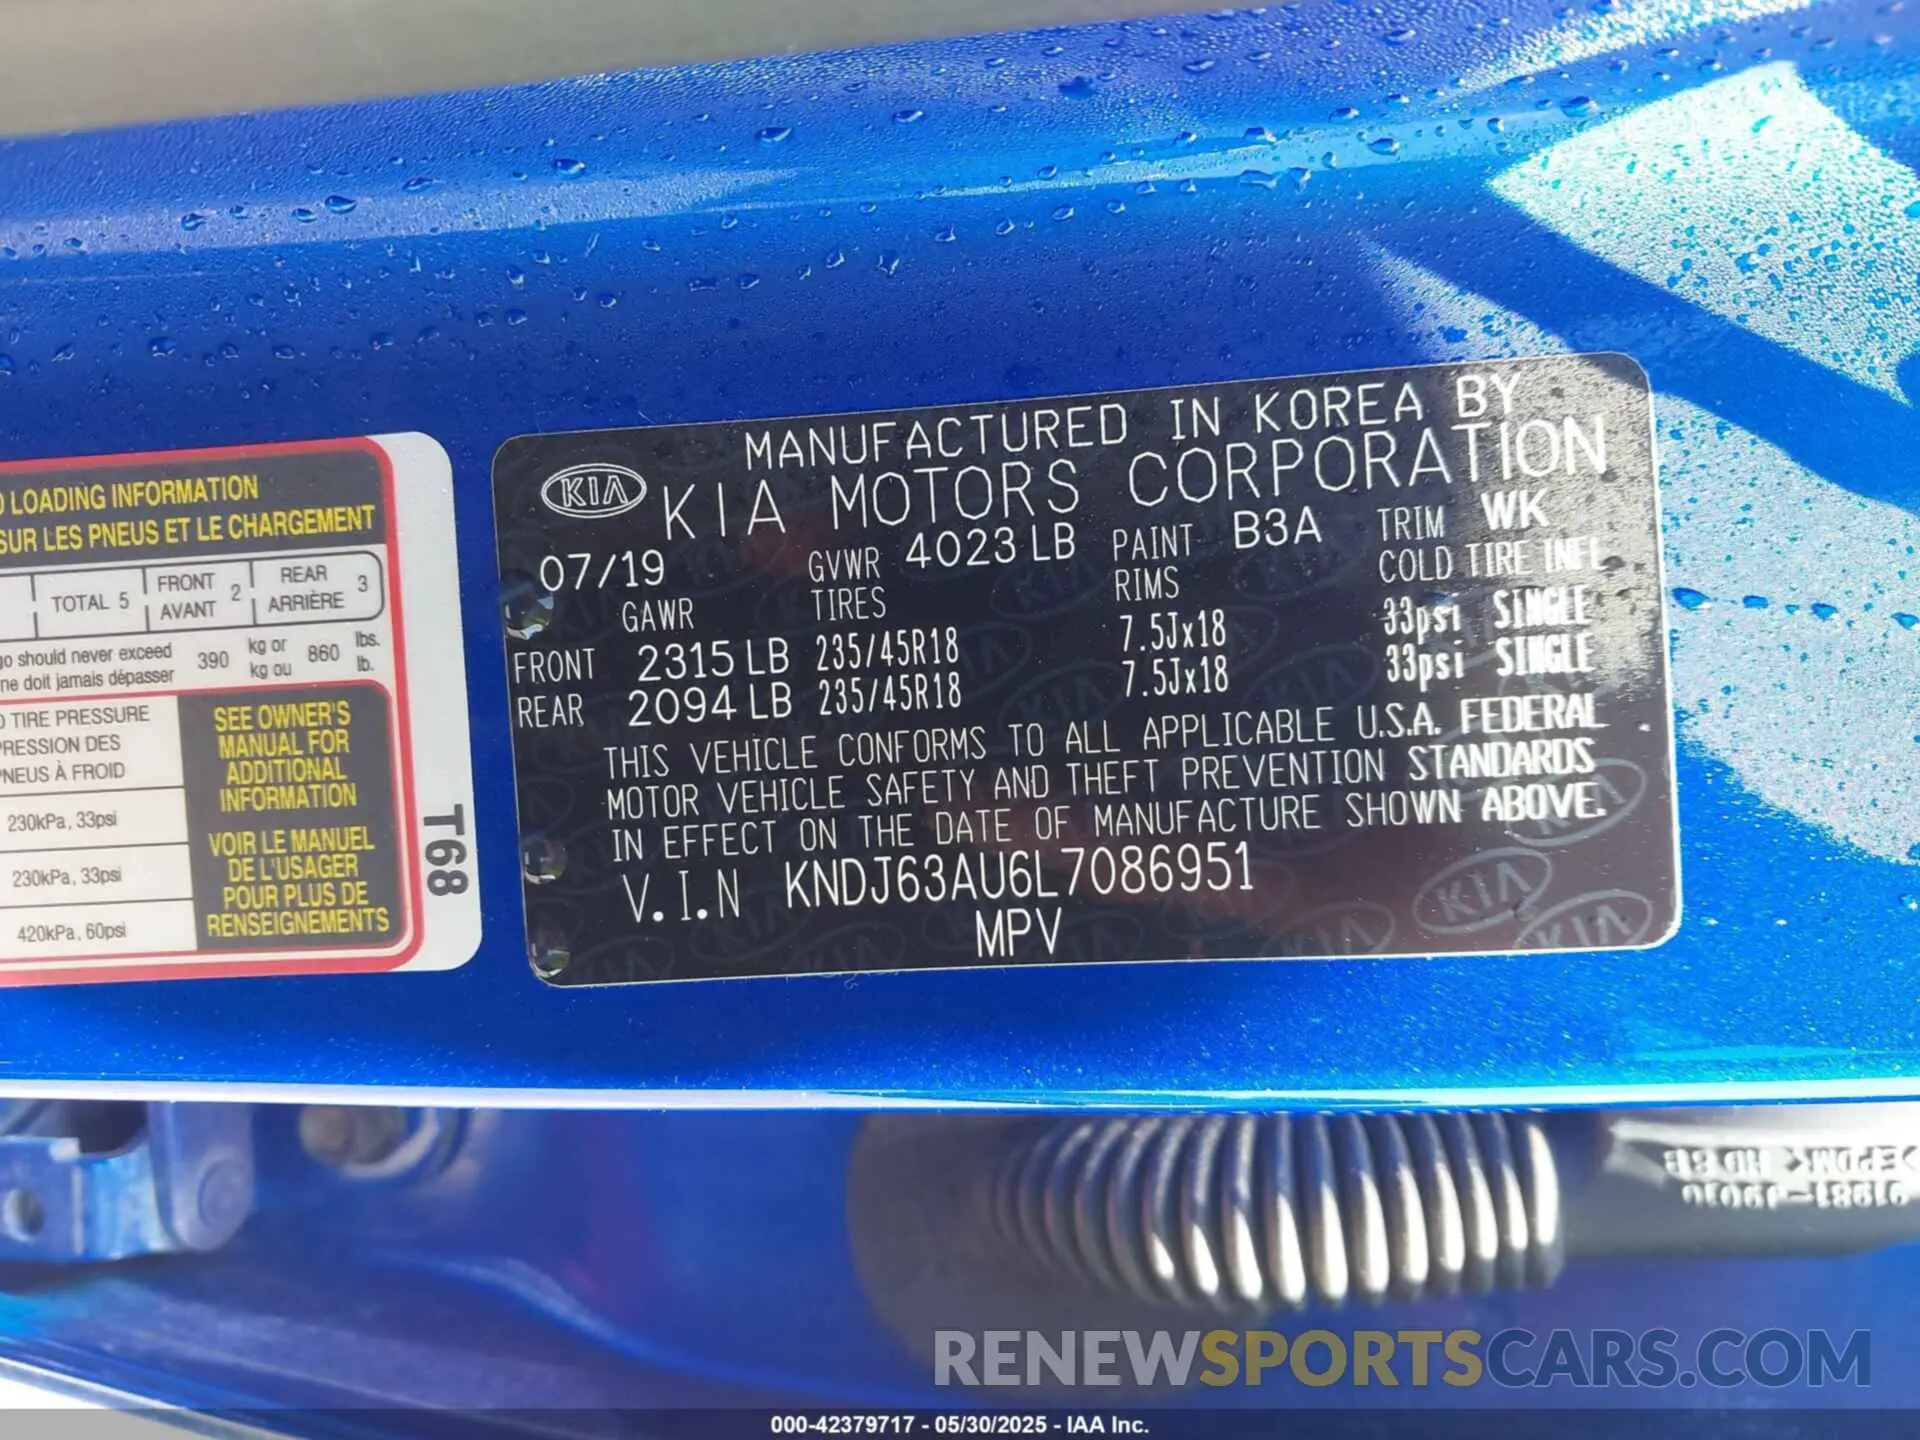 D LOADING INFORMATION
SUR LES PNEUS ET LE CHARGEMENT
TOTAL 5
FRONT
AVANT
2
REAR
ARRIÈRE
3
go should never exceed
ne doit jamais dépasser
390
kg or
kg ou
860
lbs.
lb.
D TIRE PRESSURE
PRESSION DES
PNEUS À FROID
230kPa, 33psi
230kPa, 33psi
420kPa, 60psi
SEE OWNER'S
MANUAL FOR
ADDITIONAL
INFORMATION
VOIR LE MANUEL
DE L'USAGER
POUR PLUS DE
RENSEIGNEMENTS
T68
MANUFACTURED IN KOREA BY
KIA KIA MOTORS CORPORATION
07/19 GVWR 4023 LB PAINT B3A TRIM WK
GAWR TIRES RIMS COLD TIRE INFL
FRONT 2315 LB 235/45R18 7.5Jx18 33psi SINGLE
REAR 2094 LB 235/45R18 7.5Jx18 33psi SINGLE
THIS VEHICLE CONFORMS TO ALL APPLICABLE U.S.A. FEDERAL
MOTOR VEHICLE SAFETY AND THEFT PREVENTION STANDARDS
IN EFFECT ON THE DATE OF MANUFACTURE SHOWN ABOVE.
V.I.N KNDJ63AU6L7086951
MPV
>EPDM<
RENEWSPORTSCARS.COM
000-42379717 - 05/30/2025 - IAA Inc.